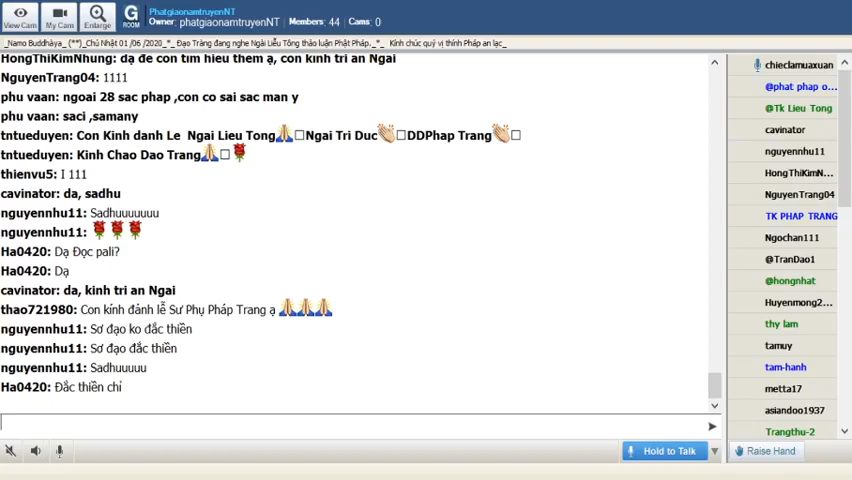 View Cam
My Cam
Enlarge
G
ROOM
PhatgiaonamtruyenNT
Owner: phatgiaonamtruyenNT Members: 44 Cams: 0
_Namo Buddhàya_ (**)_Chủ Nhật 01 /06 /2020_*_ Đạo Tràng đang nghe Ngài Liễu Tông thảo luận Phật Pháp._*_ Kính chúc quý vị thính Pháp an lạc_
HongThiKimNhung: dạ để con tìm hiểu thêm ạ, con kính tri ân Ngài
NguyenTrang04: 1111
phu vaan: ngoai 28 sac phap ,con co sai sac man y
phu vaan: saci ,samany
tntueduyen: Con Kinh danh Le Ngai Lieu Tong🙏□Ngai Tri Duc👏□DDPhap Trang👏□
tntueduyen: Kinh Chao Dao Trang🙏□🌹
thienvu5: I 111
cavinator: da, sadhu
nguyennhu11: Sadhuuuuuuu
nguyennhu11: 🌹🌹🌹
Ha0420: Dạ Đọc pali?
Ha0420: Dạ
cavinator: da, kinh tri an Ngai
thao721980: Con kính đảnh lễ Sư Phụ Pháp Trang ạ 🙏🙏🙏
nguyennhu11: Sơ đạo ko đắc thiền
nguyennhu11: Sơ đạo đắc thiền
nguyennhu11: Sadhuuuu
Ha0420: Đắc thiền chỉ
Hold to Talk
chieclamuaxuan
@phat phap o...
@Tk Lieu Tong
cavinator
nguyennhu11
HongThiKimN...
NguyenTrang04
TK PHAP TRANG
Ngochan111
@TranDao1
@hongnhat
Huyenmong2...
thy lam
tamuy
tam-hanh
metta17
asiandoo1937
Trangthu-2
Raise Hand